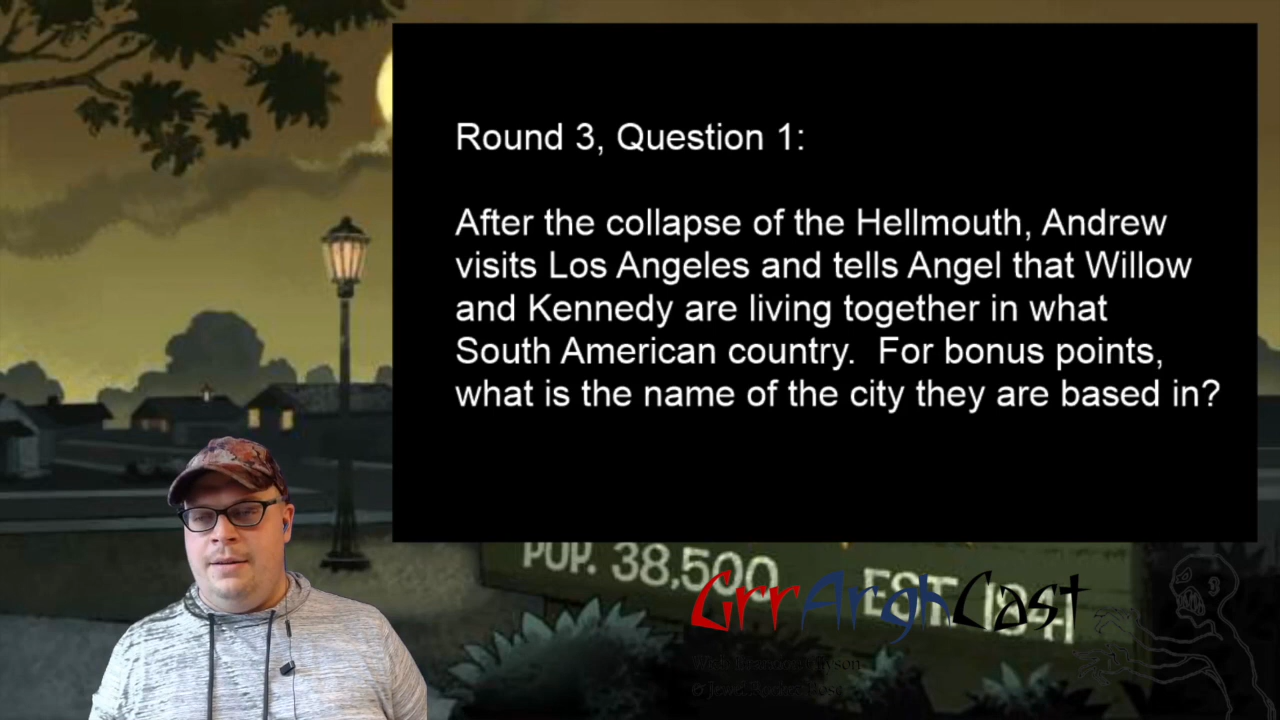 Round 3, Question 1:
After the collapse of the Hellmouth, Andrew
visits Los Angeles and tells Angel that Willow
and Kennedy are living together in what
South American country.  For bonus points,
what is the name of the city they are based in?
POP. 38,500
EST. 1941
GrrArghCast